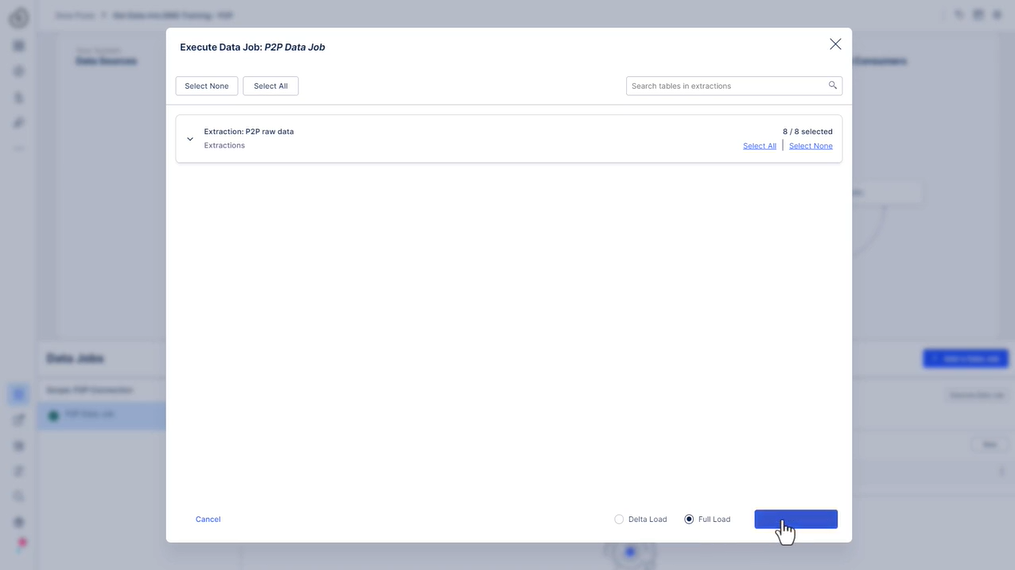 Execute Data Job: P2P Data Job
Select None
Select All
Search tables in extractions
Extraction: P2P raw data
8 / 8 selected
Extractions
Select All
Select None
Cancel
Delta Load
Full Load
Data Sources
Consumers
Data Jobs
P2P Data Job